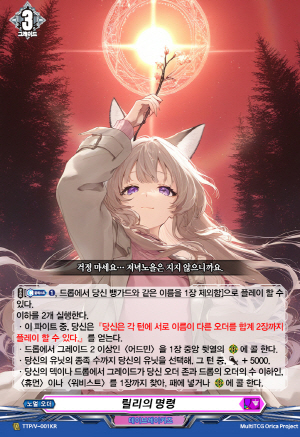 3
그레이드
걱정 마세요… 저녁노을은 지지 않으니까요.
1, 드롭에서 당신 뱅가드와 같은 이름을 1장 제외함]으로 플레이 할 수
있다.
이하를 2개 실행한다.
· 이 파이트 중, 당신은 「당신은 각 턴에 서로 이름이 다른 오더를 합계 2장까지
플레이 할 수 있다.」를 얻는다.
· 드롭에서 그레이드 2 이상인 《어드민》을 1장 중앙 뒷열의 에 콜 한다.
· 당신의 유닛의 종족 수까지 당신의 유닛을 선택해, 그 턴 중, + 5000.
· 당신의 덱이나 드롭에서 그레이드가 당신 오더 존과 드롭의 오더의 수 이하인,
《휴먼》이나 《위비스트》를 1장까지 찾아, 패에 넣거나 에 콜 한다.
노멀 오더
릴리의 명령
TTP/V-001KR
MultiTCG Orica Project